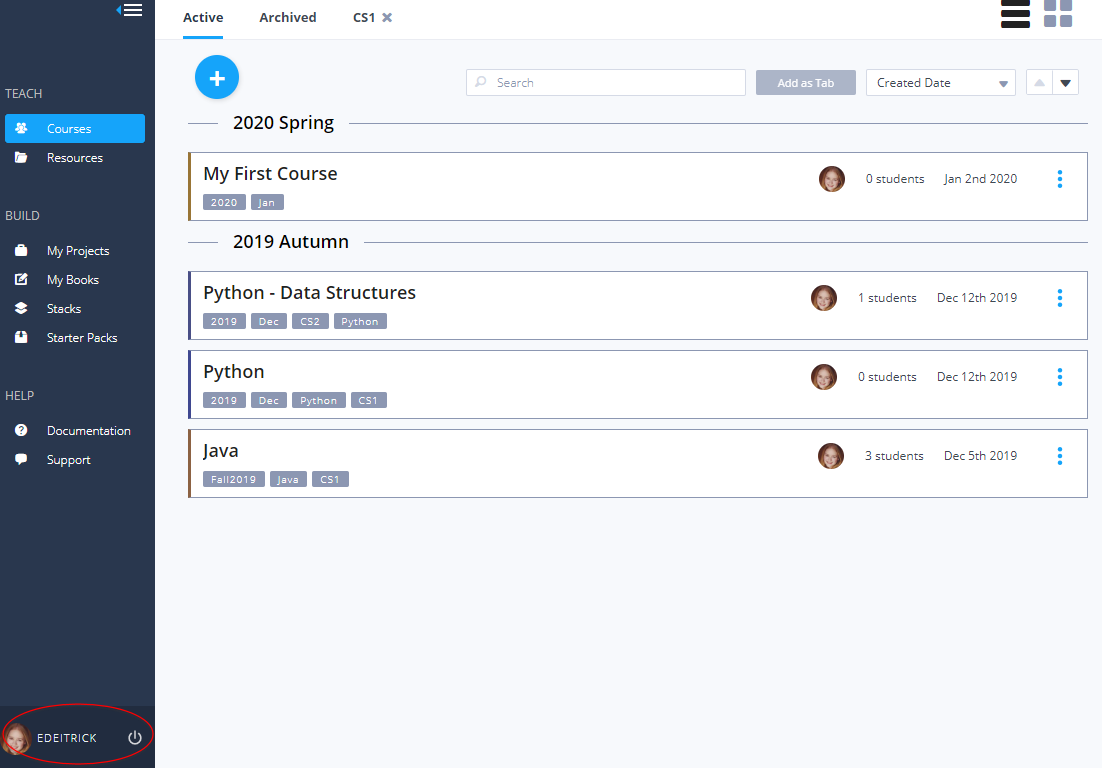 TEACH
Courses
Resources
BUILD
My Projects
My Books
Stacks
Starter Packs
HELP
Documentation
Support
EDEITRICK
Active Archived CS1
Search Add as Tab Created Date
2020 Spring
My First Course 0 students Jan 2nd 2020
2020 Jan
2019 Autumn
Python - Data Structures 1 students Dec 12th 2019
2019 Dec CS2 Python
Python 0 students Dec 12th 2019
2019 Dec Python CS1
Java 3 students Dec 5th 2019
Fall2019 Java CS1